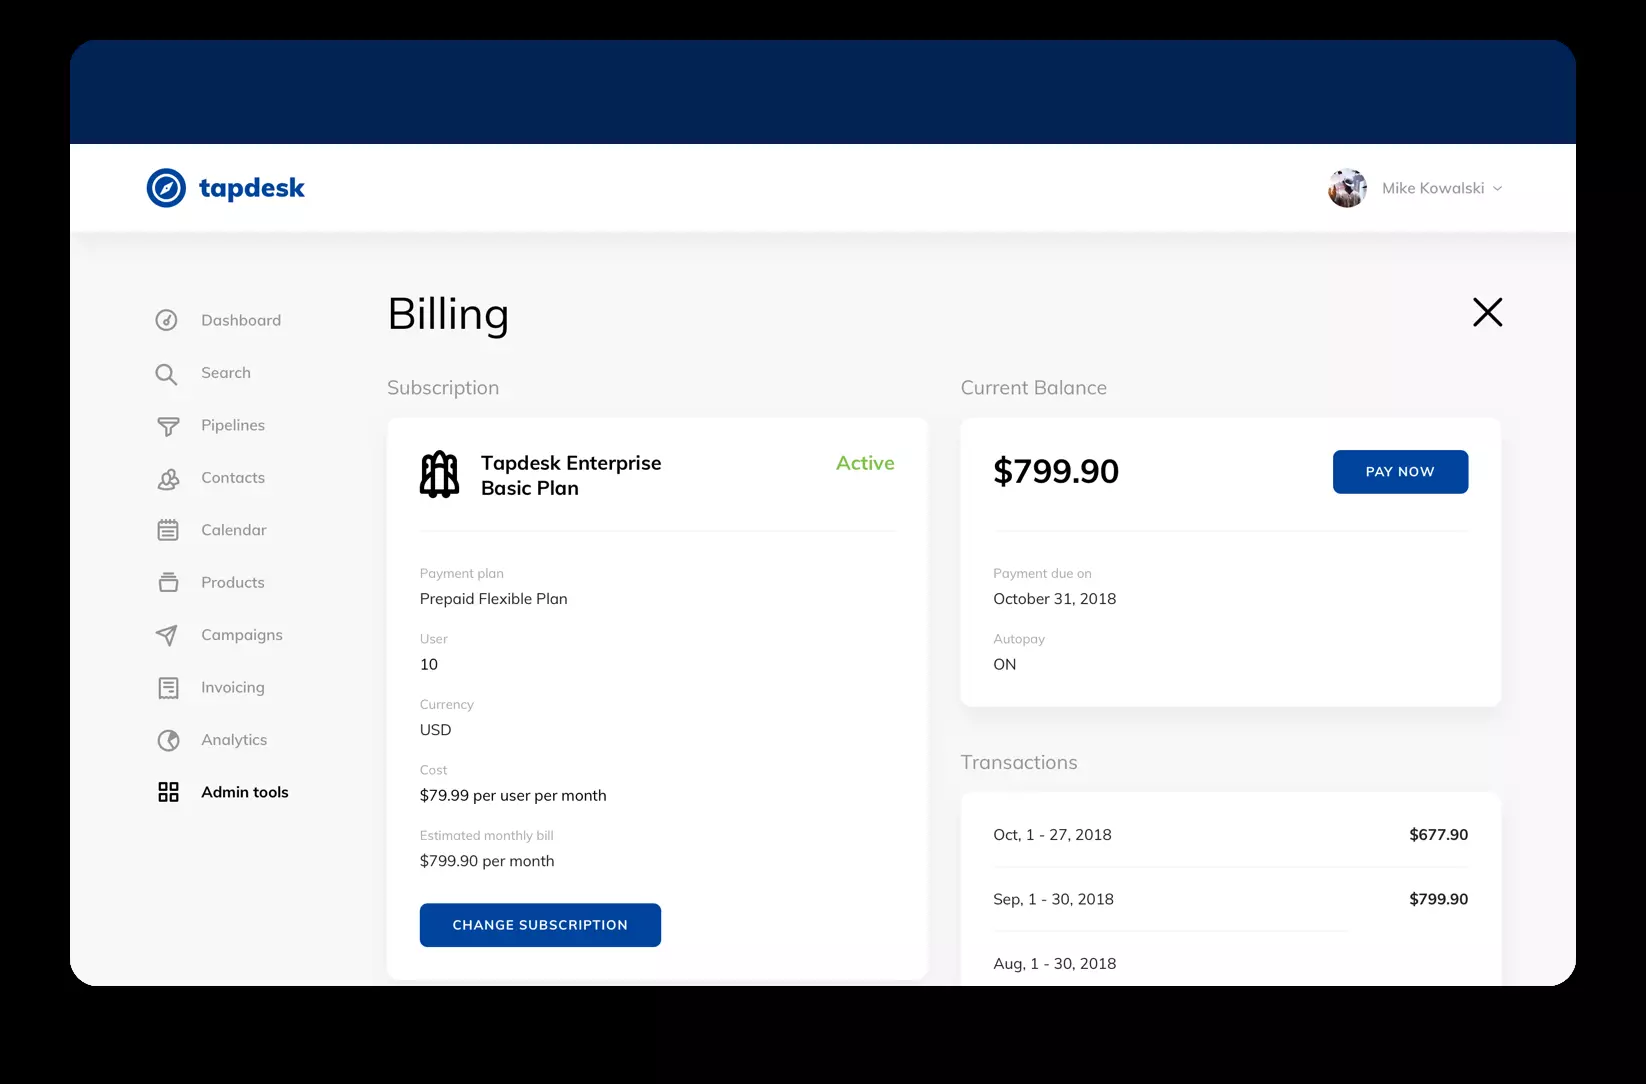 tapdesk
Mike Kowalski
Dashboard
Search
Pipelines
Contacts
Calendar
Products
Campaigns
Invoicing
Analytics
Admin tools
Billing
Subscription
Tapdesk Enterprise
Basic Plan
Active
Payment plan
Prepaid Flexible Plan
User
10
Currency
USD
Cost
$79.99 per user per month
Estimated monthly bill
$799.90 per month
CHANGE SUBSCRIPTION
Current Balance
$799.90
PAY NOW
Payment due on
October 31, 2018
Autopay
ON
Transactions
Oct, 1 - 27, 2018 $677.90
Sep, 1 - 30, 2018 $799.90
Aug, 1 - 30, 2018